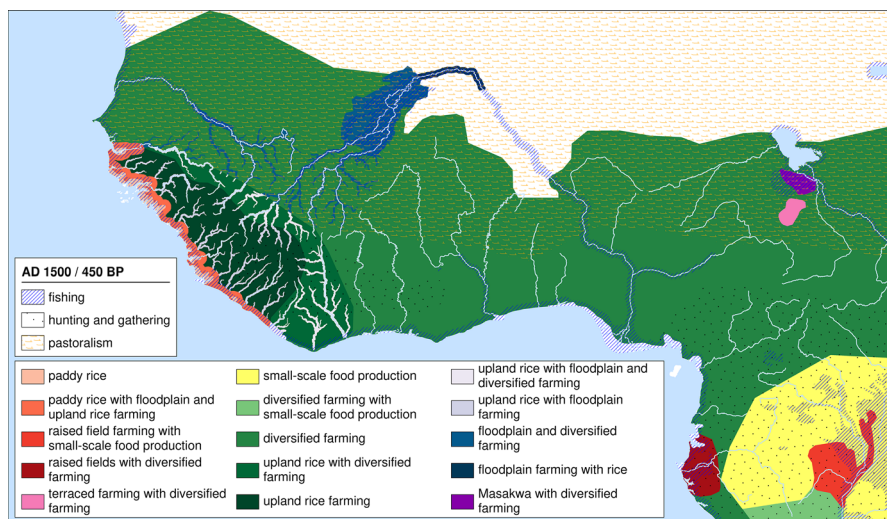 AD 1500 / 450 BP
fishing
hunting and gathering
pastoralism
paddy rice
paddy rice with floodplain and
upland rice farming
raised field farming with
small-scale food production
raised fields with diversified
farming
terraced farming with diversified
farming
small-scale food production
diversified farming with
small-scale food production
diversified farming
upland rice with diversified
farming
upland rice farming
upland rice with floodplain and
diversified farming
upland rice with floodplain
farming
floodplain and diversified
farming
floodplain farming with rice
Masakwa with diversified
farming